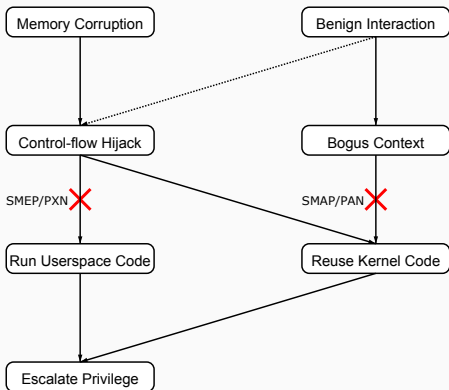 Memory Corruption
Benign Interaction
Control-flow Hijack
Bogus Context
SMEP/PXN
SMAP/PAN
Run Userspace Code
Reuse Kernel Code
Escalate Privilege